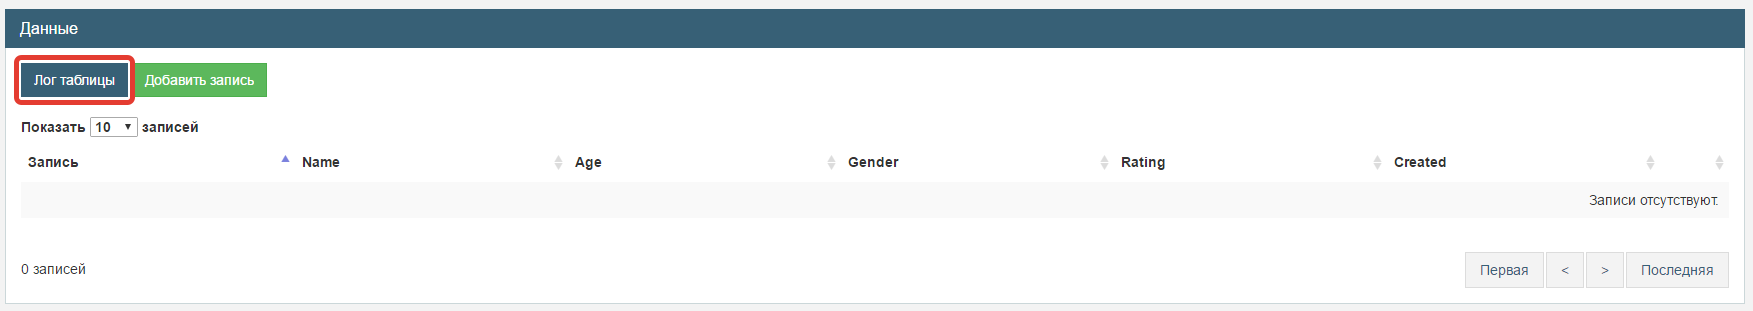 Данные
Лог таблицы Добавить запись
Показать 10 записей
Запись Name Age Gender Rating Created
Записи отсутствуют.
0 записей Первая < > Последняя